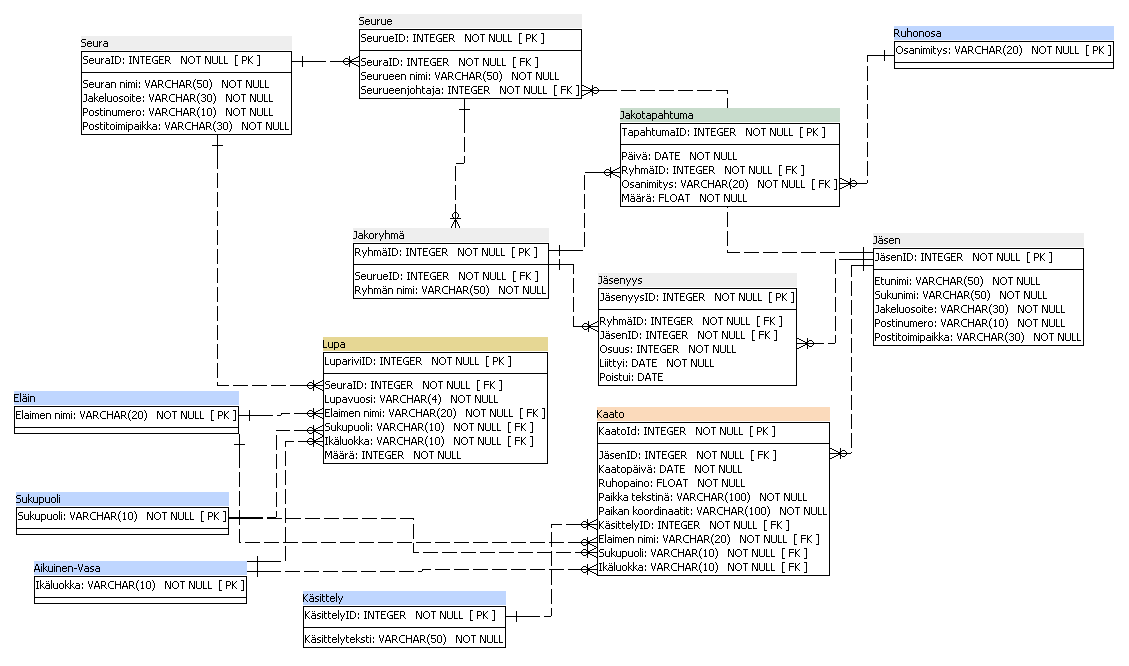 Seura
SeuraID: INTEGER NOT NULL [ PK ]
Seuran nimi: VARCHAR(50) NOT NULL
Jakeluosoite: VARCHAR(30) NOT NULL
Postinumero: VARCHAR(10) NOT NULL
Postitoimipaikka: VARCHAR(30) NOT NULL
Seurue
SeurueID: INTEGER NOT NULL [ PK ]
SeuraID: INTEGER NOT NULL [ FK ]
Seurueen nimi: VARCHAR(50) NOT NULL
Seurueenjohtaja: INTEGER NOT NULL [ FK ]
Ruhonosa
Osanimitys: VARCHAR(20) NOT NULL [ PK ]
Jakotapahtuma
TapahtumaID: INTEGER NOT NULL [ PK ]
Päivä: DATE NOT NULL
RyhmäID: INTEGER NOT NULL [ FK ]
Osanimitys: VARCHAR(20) NOT NULL [ FK ]
Määrä: FLOAT NOT NULL
Jakoryhmä
RyhmäID: INTEGER NOT NULL [ PK ]
SeurueID: INTEGER NOT NULL [ FK ]
Ryhmän nimi: VARCHAR(50) NOT NULL
Jäsen
JäsenID: INTEGER NOT NULL [ PK ]
Etunimi: VARCHAR(50) NOT NULL
Sukunimi: VARCHAR(50) NOT NULL
Jakeluosoite: VARCHAR(30) NOT NULL
Postinumero: VARCHAR(10) NOT NULL
Postitoimipaikka: VARCHAR(30) NOT NULL
Jäsenyys
JäsenyysID: INTEGER NOT NULL [ PK ]
RyhmäID: INTEGER NOT NULL [ FK ]
JäsenID: INTEGER NOT NULL [ FK ]
Osuus: INTEGER NOT NULL
Liittyi: DATE NOT NULL
Poistui: DATE
Lupa
LupariviID: INTEGER NOT NULL [ PK ]
SeuraID: INTEGER NOT NULL [ FK ]
Lupavuosi: VARCHAR(4) NOT NULL
Elaimen nimi: VARCHAR(20) NOT NULL [ FK ]
Sukupuoli: VARCHAR(10) NOT NULL [ FK ]
Ikäluokka: VARCHAR(10) NOT NULL [ FK ]
Määrä: INTEGER NOT NULL
Eläin
Elaimen nimi: VARCHAR(20) NOT NULL [ PK ]
Kaato
KaatoId: INTEGER NOT NULL [ PK ]
JäsenID: INTEGER NOT NULL [ FK ]
Kaatopäivä: DATE NOT NULL
Ruhopaino: FLOAT NOT NULL
Paikka tekstinä: VARCHAR(100) NOT NULL
Paikan koordinaatit: VARCHAR(100) NOT NULL
KäsittelyID: INTEGER NOT NULL [ FK ]
Elaimen nimi: VARCHAR(20) NOT NULL [ FK ]
Sukupuoli: VARCHAR(10) NOT NULL [ FK ]
Ikäluokka: VARCHAR(10) NOT NULL [ FK ]
Sukupuoli
Sukupuoli: VARCHAR(10) NOT NULL [ PK ]
Aikuinen-Vasa
Ikäluokka: VARCHAR(10) NOT NULL [ PK ]
Käsittely
KäsittelyID: INTEGER NOT NULL [ PK ]
Käsittelyteksti: VARCHAR(50) NOT NULL